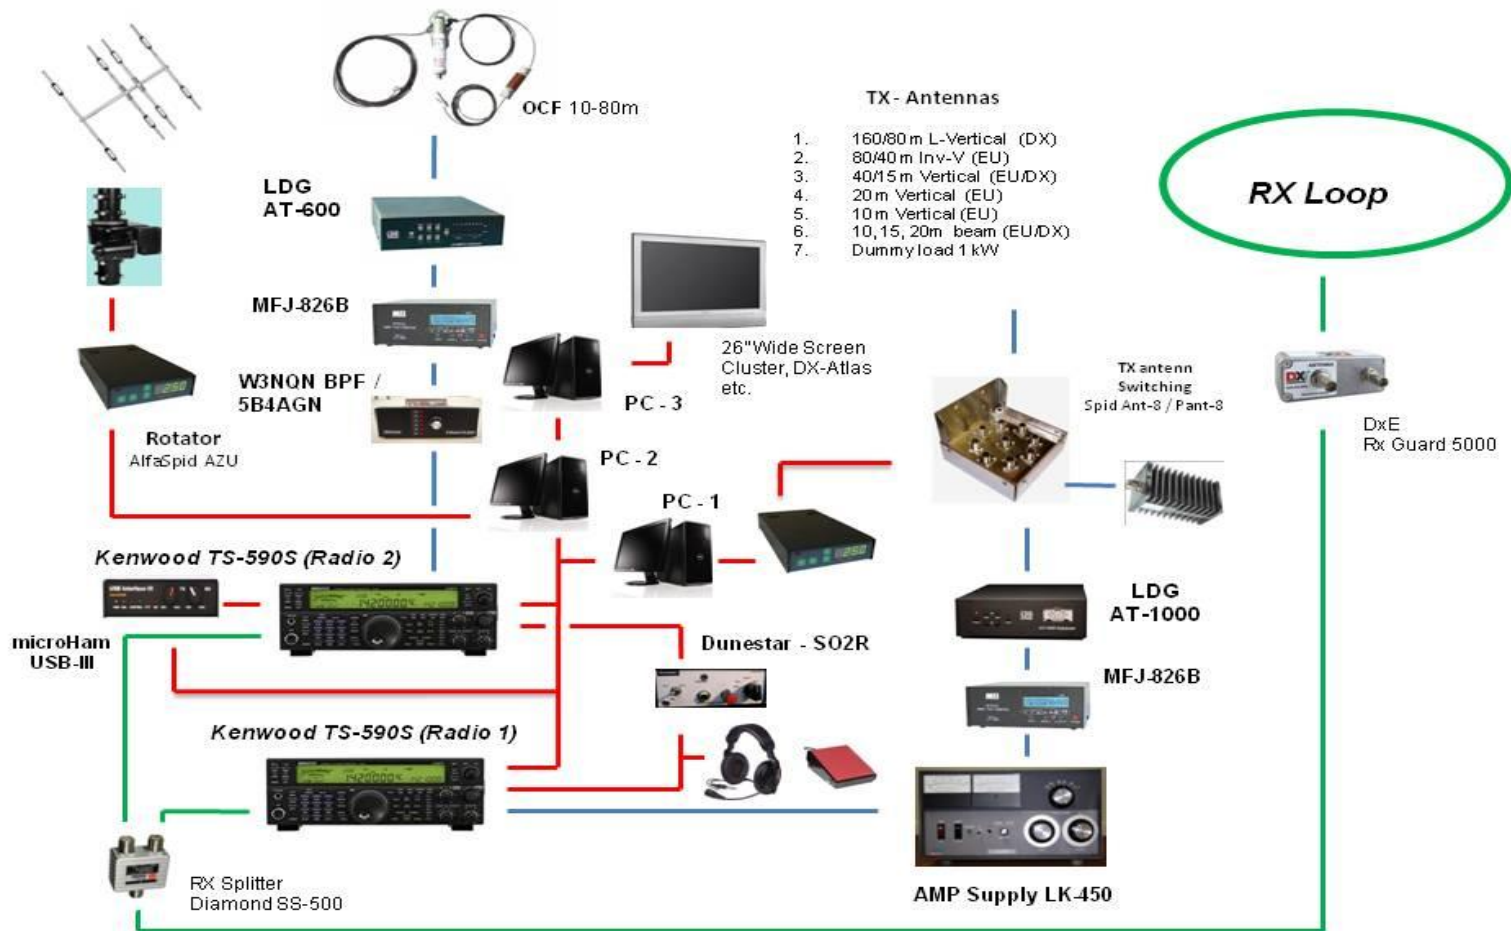 OCF 10-80m
TX- Antennas
1. 160/80m L-Vertical (DX)
2. 80/40m Inv-V (EU)
3. 40/15m Vertical (EU/DX)
4. 20m Vertical (EU)
5. 10m Vertical (EU)
6. 10,15, 20m beam (EU/DX)
7. Dummy load 1 kW
RX Loop
LDG
AT-600
MFJ-826B
26" Wide Screen
Cluster, DX-Atlas
etc.
TX antenn
Switching
Spid Ant-8 / Pant-8
W3NQN BPF /
5B4AGN
PC - 3
DxE
Rx Guard 5000
Rotator
AlfaSpid AZU
PC - 2
PC - 1
Kenwood TS-590S (Radio 2)
LDG
AT-1000
microHam
USB-III
Dunestar - SO2R
MFJ-826B
Kenwood TS-590S (Radio 1)
RX Splitter
Diamond SS-500
AMP Supply LK-450